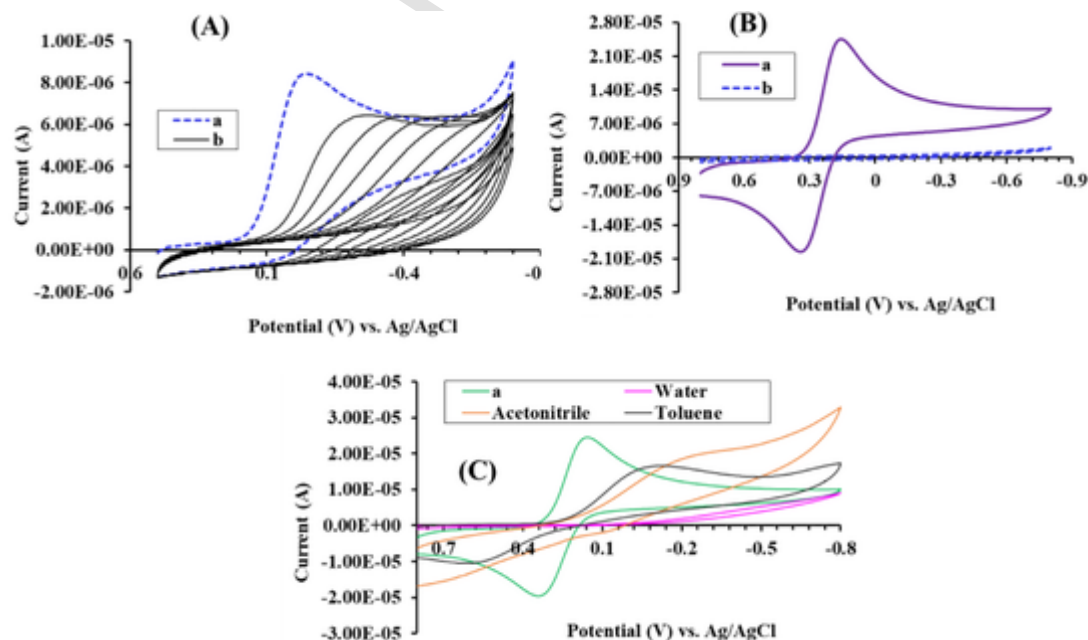 (A)
1.00E-05
8.00E-06
6.00E-06
4.00E-06
2.00E-06
0.00E+00
-2.00E-06
Current (A)
a
b
0.6 0.1 -0.4 -0
Potential (V) vs. Ag/AgCl
(B)
2.80E-05
2.10E-05
1.40E-05
7.00E-06
0.00E+00
-7.00E-06
-1.40E-05
-2.10E-05
-2.80E-05
Current (A)
a
b
0.9 0.6 0.3 0 -0.3 -0.6 -0.9
Potential (V) vs. Ag/AgCl
(C)
4.00E-05
3.00E-05
2.00E-05
1.00E-05
0.00E+00
-1.00E-05
-2.00E-05
-3.00E-05
Current (A)
a Water
Acetonitrile Toluene
0.7 0.4 0.1 -0.2 -0.5 -0.8
Potential (V) vs. Ag/AgCl